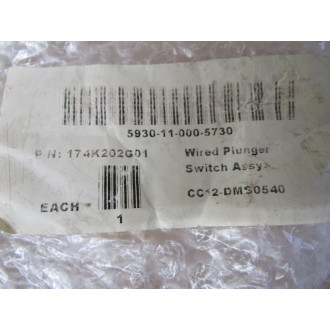 5930-11-000-5730
P/N: 174K202G01
Wired Plunger
Switch Assy
EACH
1